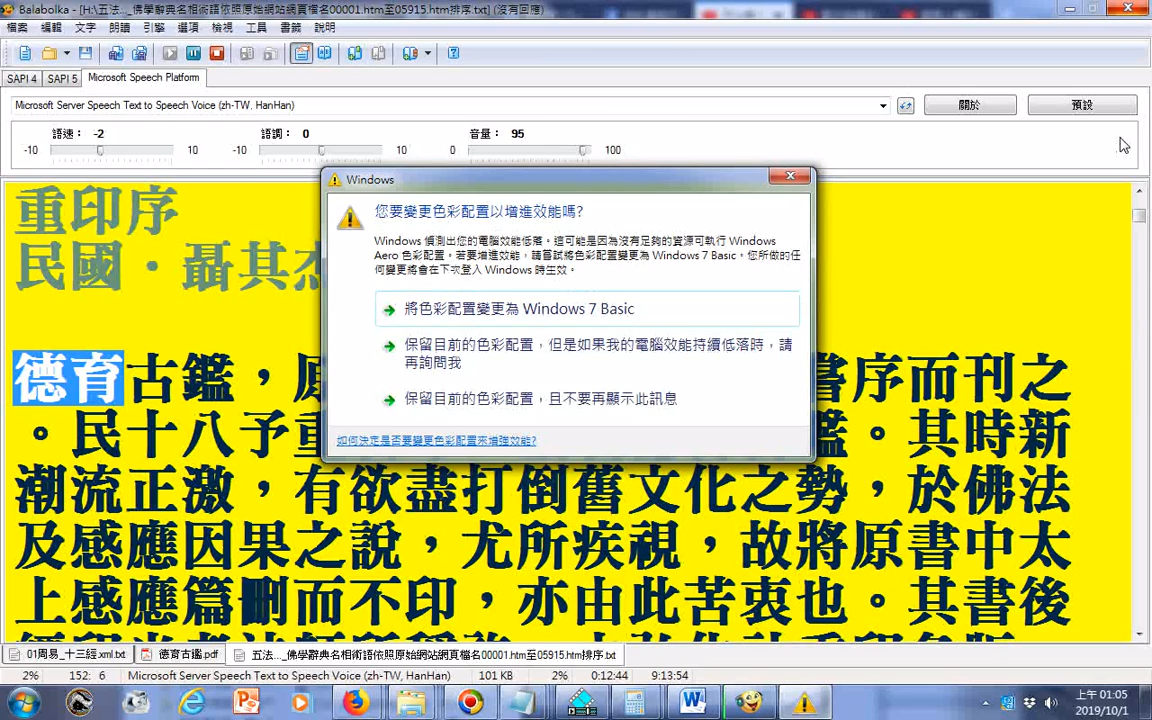 Balabolka - [H:\五法..._佛學辭典名相術語依照原始網站網頁檔名00001.htm至05915.htm排序.txt] (沒有回應)
檔案 編輯 文字 朗讀 引擎 選項 檢視 工具 書籤 說明
SAPI 4 SAPI 5 Microsoft Speech Platform
Microsoft Server Speech Text to Speech Voice (zh-TW, HanHan) 關於 預設
語速： -2 語調： 0 音量： 95
-10 10 -10 10 0 100
Windows
您要變更色彩配置以增進效能嗎?
Windows 偵測出您的電腦效能低落。這可能是因為沒有足夠的資源可執行 Windows
Aero 色彩配置。若要增進效能，請嘗試將色彩配置變更為 Windows 7 Basic。您所做的任
何變更將會在下次登入 Windows 時生效。
將色彩配置變更為 Windows 7 Basic
保留目前的色彩配置，但是如果我的電腦效能持續低落時，請
再詢問我
保留目前的色彩配置，且不要再顯示此訊息
如何決定是否要變更色彩配置來增強效能?
重印序
民國．聶其杰
德育古鑑，原 書序而刊之
。民十八予重 鑑。其時新
潮流正激，有欲盡打倒舊文化之勢，於佛法
及感應因果之說，尤所疾視，故將原書中太
上感應篇刪而不印，亦由此苦衷也。其書後
01周易_十三經.xml.txt 德育古鑑.pdf 五法..._佛學辭典名相術語依照原始網站網頁檔名00001.htm至05915.htm排序.txt
2% 152: 6 Microsoft Server Speech Text to Speech Voice (zh-TW, HanHan) 101 KB 2% 0:12:44 9:13:54
上午 01:05
2019/10/1